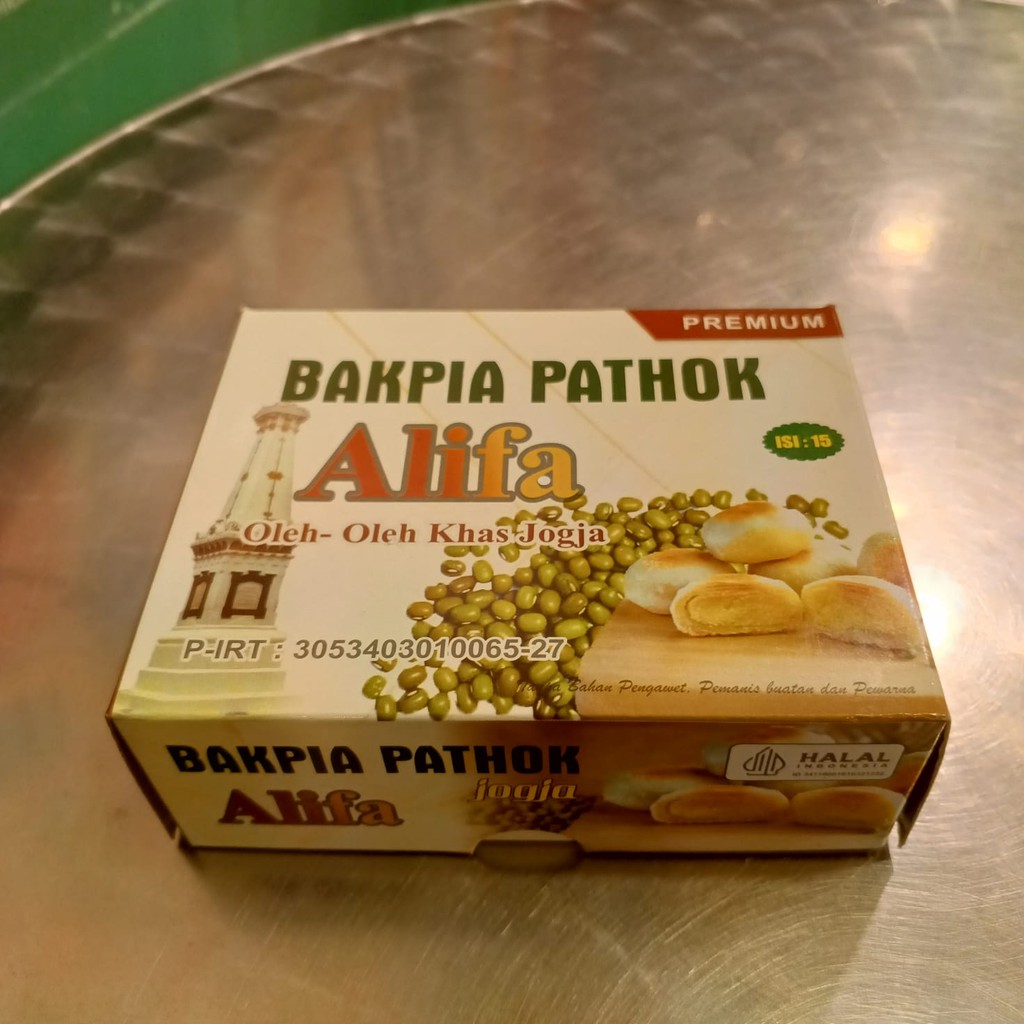 PREMIUM
BAKPIA PATHOK
Alifa
ISI : 15
Oleh- Oleh Khas Jogja
P-IRT : 3053403010065-27
Bahan Pengawet, Pemanis buatan dan Pewarna
BAKPIA PATHOK
jogja
Alifa
HALAL
INDONESIA